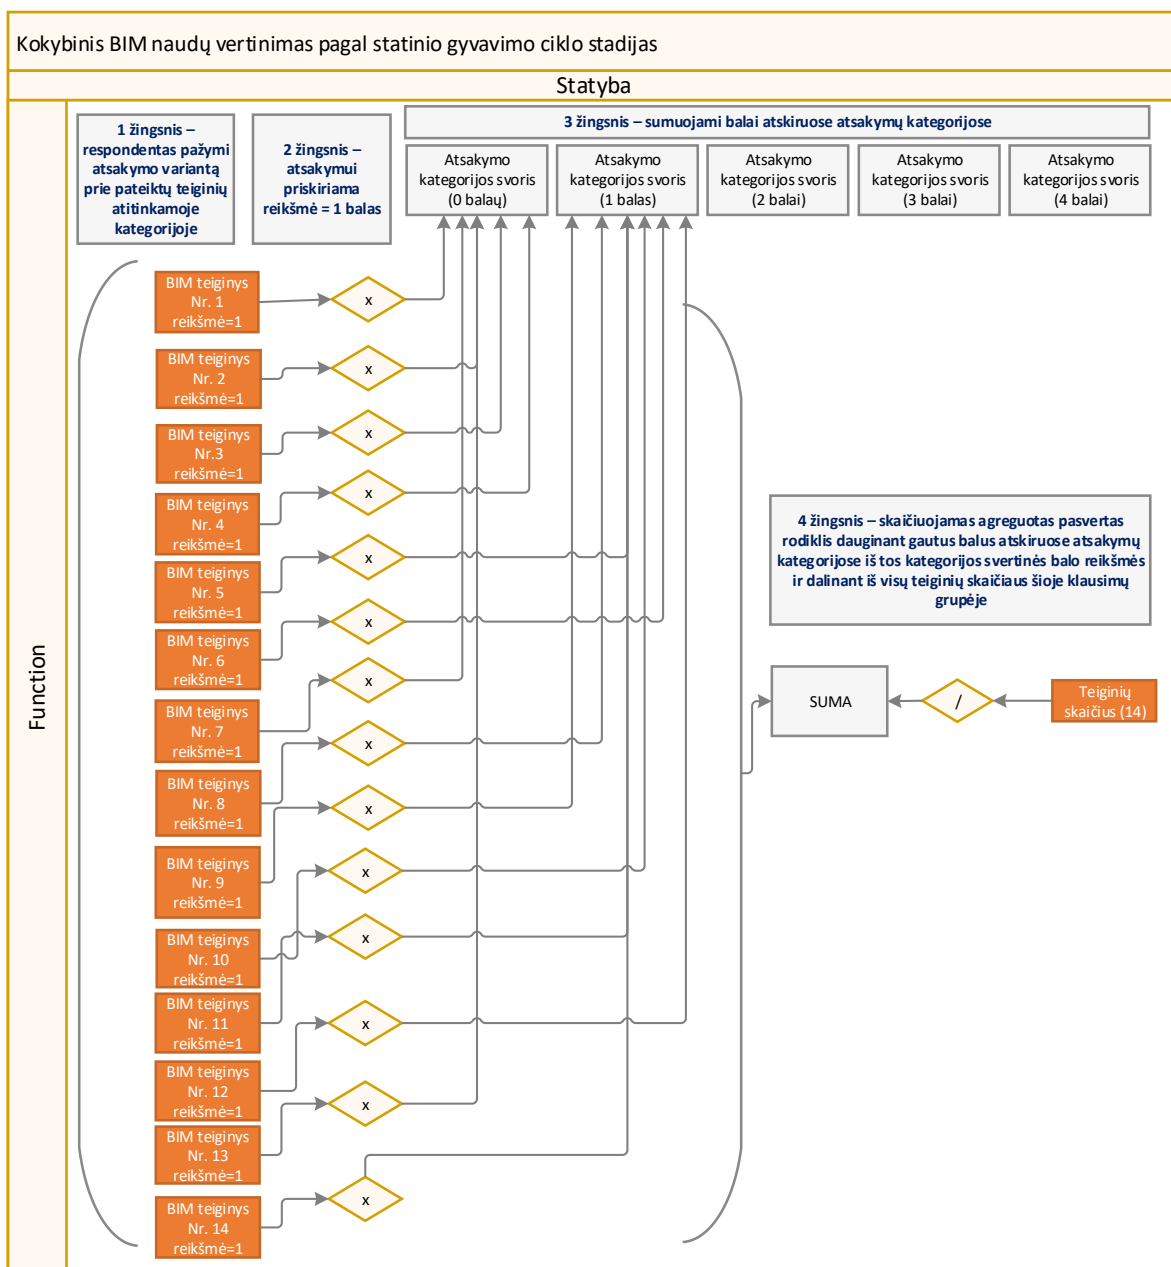 Kokybinis BIM naudų vertinimas pagal statinio gyvavimo ciklo stadijas
Statyba
Function
1 žingsnis –
respondentas pažymi
atsakymo variantą
prie pateiktų teiginių
atitinkamoje
kategorijoje
2 žingsnis –
atsakymui
priskiriama
reikšmė = 1 balas
3 žingsnis – sumuojami balai atskiruose atsakymų kategorijose
Atsakymo
kategorijos svoris
(0 balaų)
Atsakymo
kategorijos svoris
(1 balas)
Atsakymo
kategorijos svoris
(2 balai)
Atsakymo
kategorijos svoris
(3 balai)
Atsakymo
kategorijos svoris
(4 balai)
BIM teiginys
Nr. 1
reikšmė=1
x
BIM teiginys
Nr. 2
reikšmė=1
x
BIM teiginys
Nr.3
reikšmė=1
x
BIM teiginys
Nr. 4
reikšmė=1
x
BIM teiginys
Nr. 5
reikšmė=1
x
BIM teiginys
Nr. 6
reikšmė=1
x
BIM teiginys
Nr. 7
reikšmė=1
x
BIM teiginys
Nr. 8
reikšmė=1
x
BIM teiginys
Nr. 9
reikšmė=1
x
BIM teiginys
Nr. 10
reikšmė=1
x
BIM teiginys
Nr. 11
reikšmė=1
x
BIM teiginys
Nr. 12
reikšmė=1
x
BIM teiginys
Nr. 13
reikšmė=1
x
BIM teiginys
Nr. 14
reikšmė=1
x
4 žingsnis – skaičiuojamas agreguotas pasvertas
rodiklis dauginant gautus balus atskiruose atsakymų
kategorijose iš tos kategorijos svertinės balo reikšmės
ir dalinant iš visų teiginių skaičiaus šioje klausimų
grupėje
SUMA
/
Teiginių
skaičius (14)